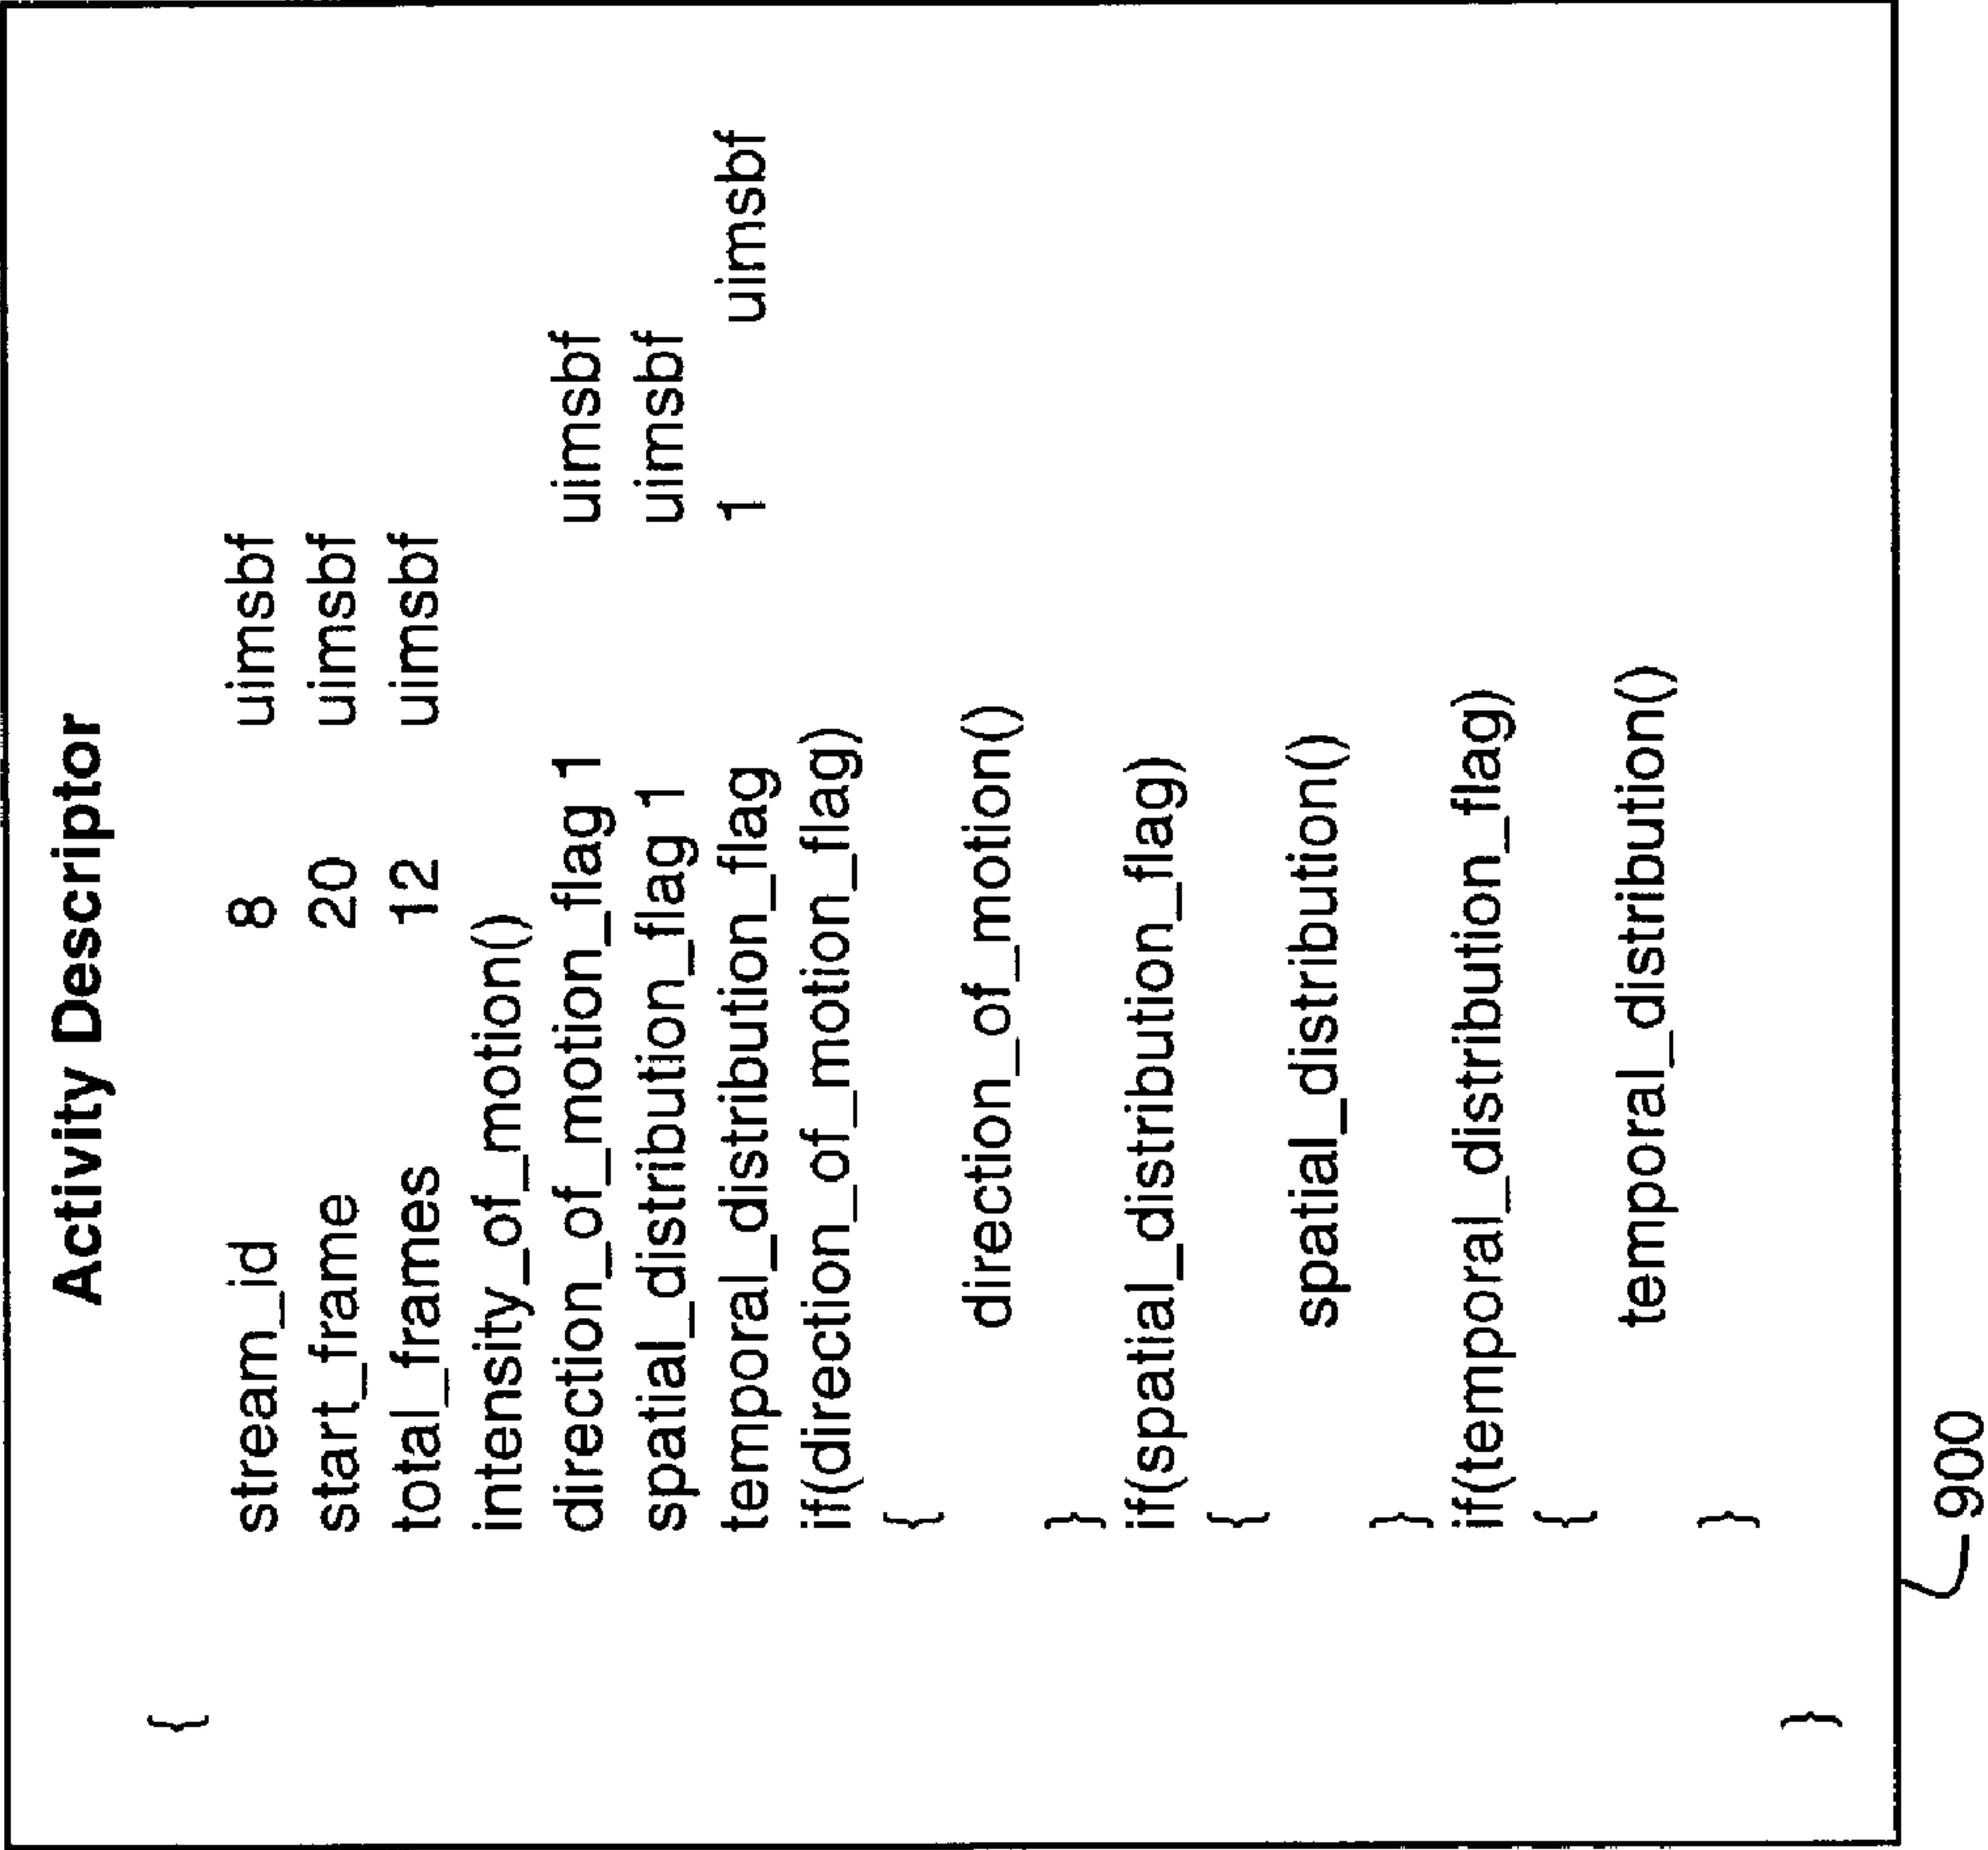 Activity Descriptor
{
stream_id 8 uimsbf
start_frame 20 uimsbf
total_frames 12 uimsbf
intensity_of_motion()
direction_of_motion_flag 1 uimsbf
spatial_distribution_flag 1 uimsbf
temporal_distribution_flag 1 uimsbf
if(direction_of_motion_flag)
{
direction_of_motion()
}
if(spatial_distribution_flag)
{
spatial_distribution()
}
if(temporal_distribution_flag)
{
temporal_distribution()
}
}
900